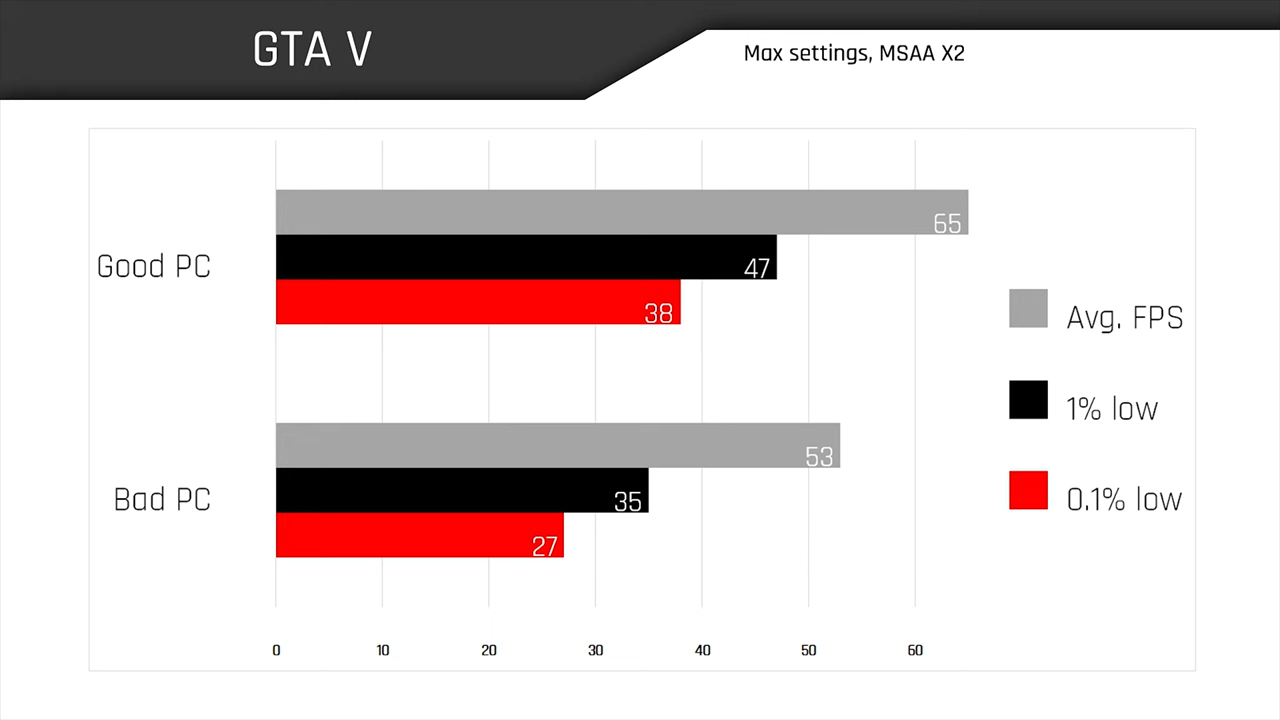 GTA V
Max settings, MSAA X2
Good PC
65
47
38
Bad PC
53
35
27
Avg. FPS
1% low
0.1% low
0 10 20 30 40 50 60